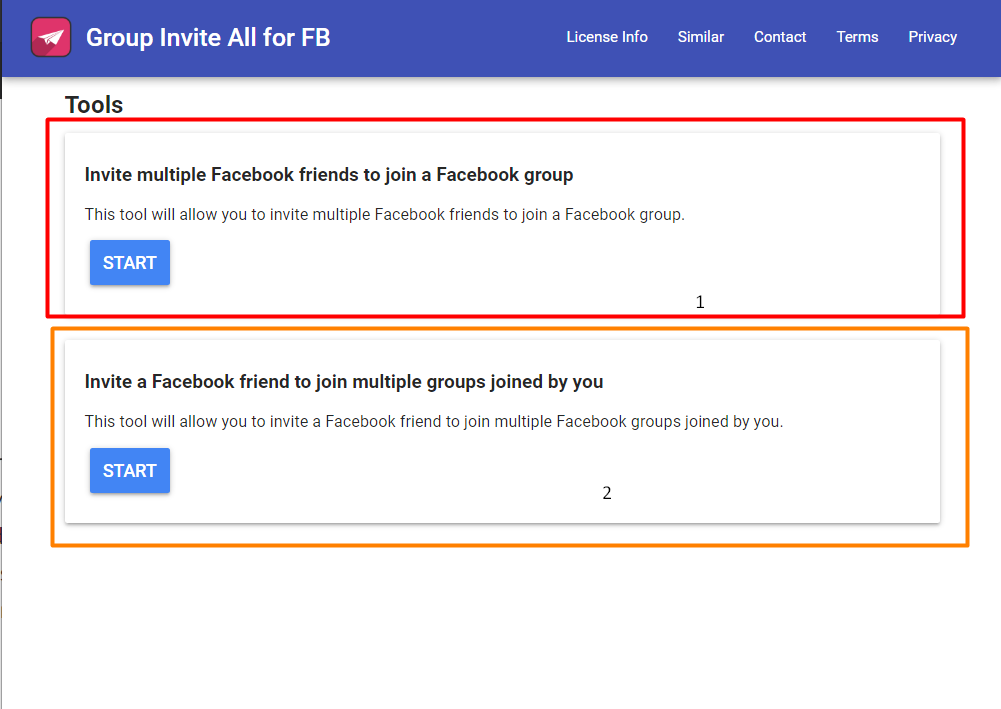 Group Invite All for FB
License Info Similar Contact Terms Privacy
Tools
Invite multiple Facebook friends to join a Facebook group
This tool will allow you to invite multiple Facebook friends to join a Facebook group.
START
1
Invite a Facebook friend to join multiple groups joined by you
This tool will allow you to invite a Facebook friend to join multiple Facebook groups joined by you.
START
2